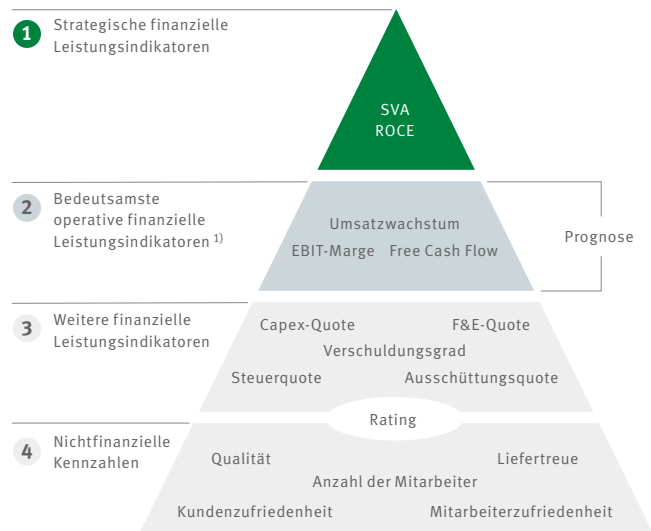 1
Strategische finanzielle
Leistungsindikatoren
SVA
ROCE
2
Bedeutsamste
operative finanzielle
Leistungsindikatoren 1)
Umsatzwachstum
EBIT-Marge Free Cash Flow
Prognose
3
Weitere finanzielle
Leistungsindikatoren
Capex-Quote F&E-Quote
Verschuldungsgrad
Steuerquote Ausschüttungsquote
Rating
4
Nichtfinanzielle
Kennzahlen
Qualität Liefertreue
Anzahl der Mitarbeiter
Kundenzufriedenheit Mitarbeiterzufriedenheit